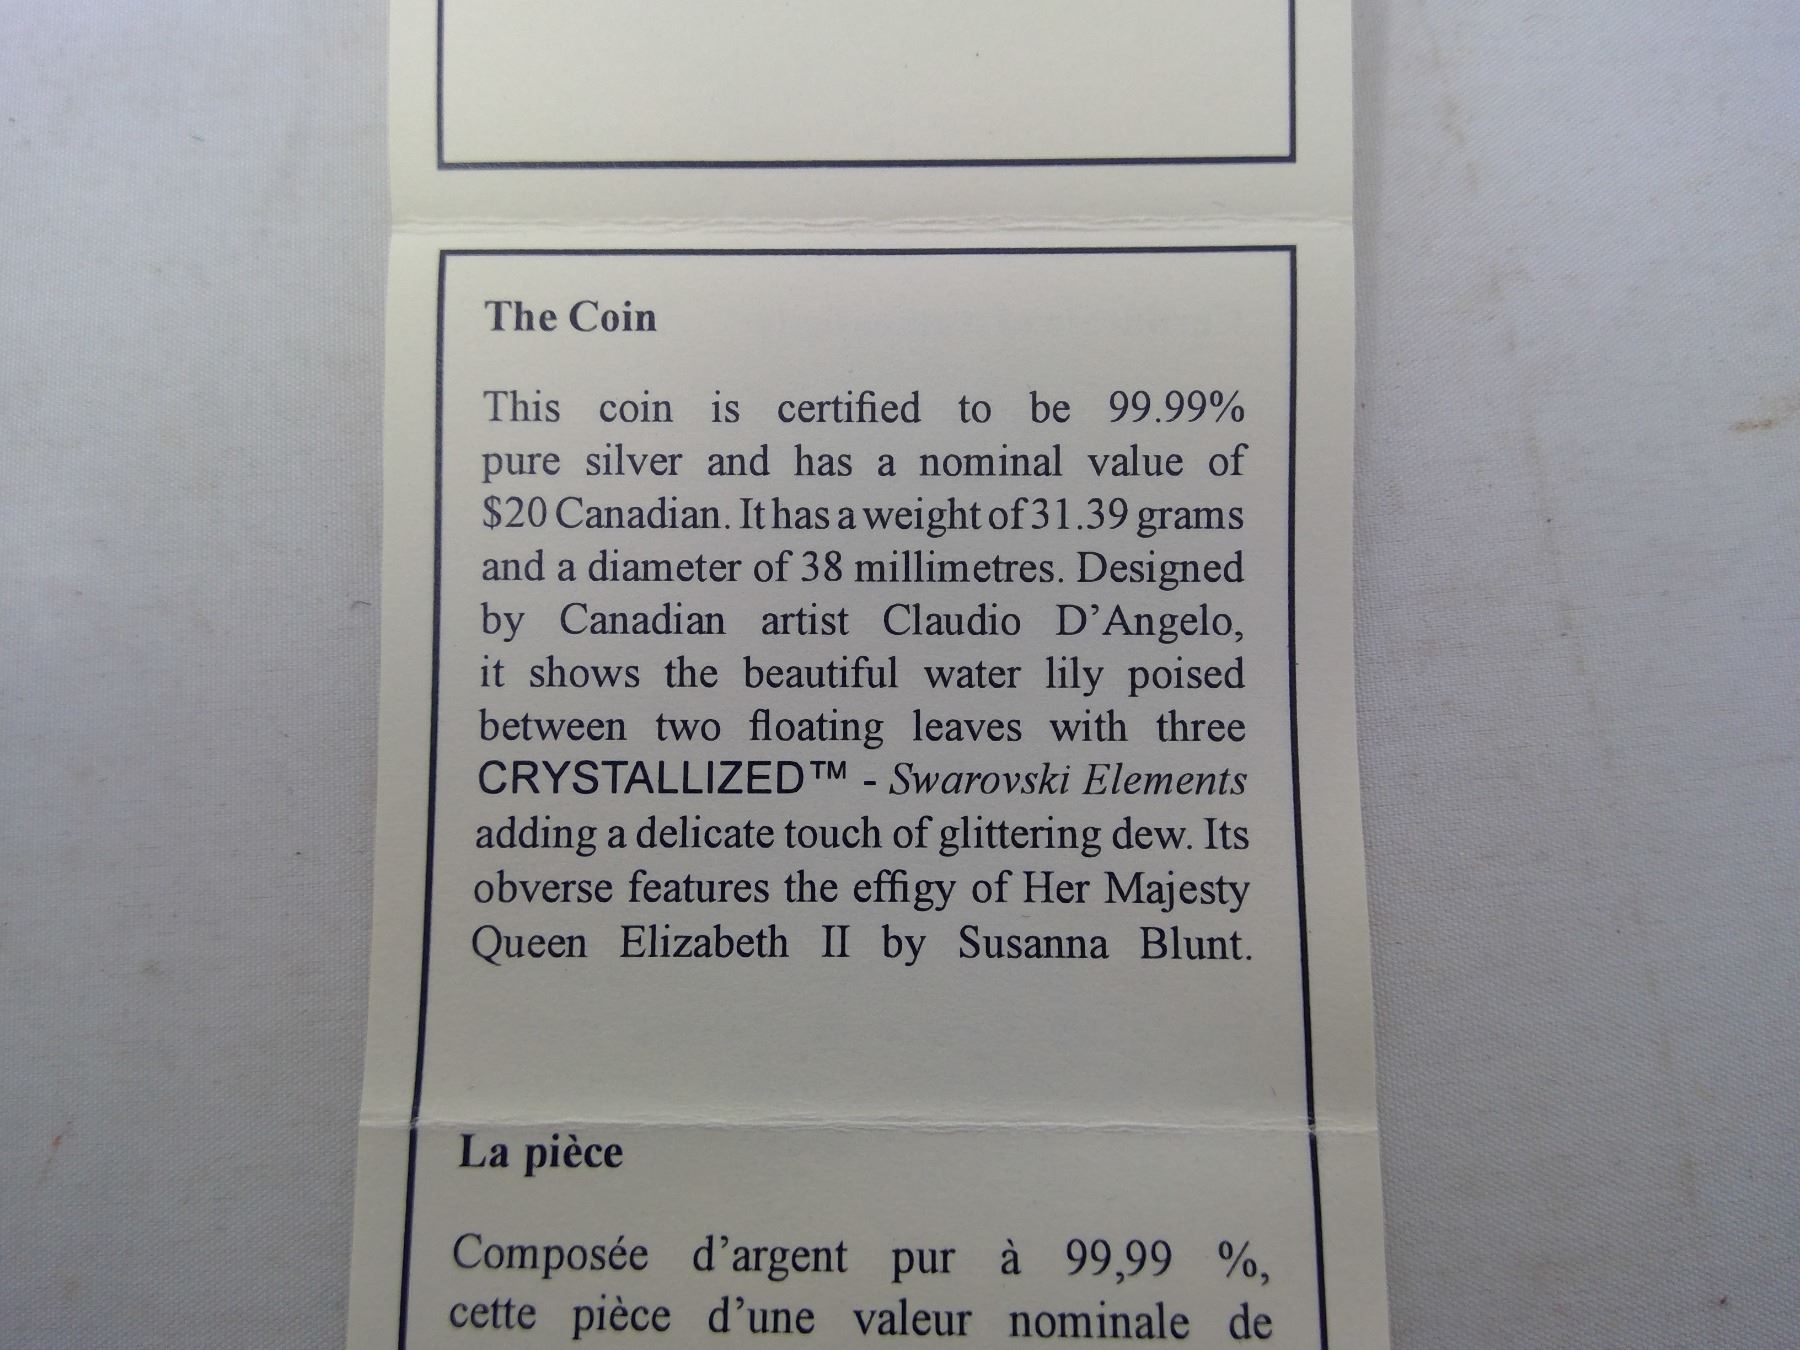 The Coin
This coin is certified to be 99.99%
pure silver and has a nominal value of
$20 Canadian. It has a weight of 31.39 grams
and a diameter of 38 millimetres. Designed
by Canadian artist Claudio D’Angelo,
it shows the beautiful water lily poised
between two floating leaves with three
CRYSTALLIZED™ - Swarovski Elements
adding a delicate touch of glittering dew. Its
obverse features the effigy of Her Majesty
Queen Elizabeth II by Susanna Blunt.
La pièce
Composée d’argent pur à 99,99 %,
cette pièce d’une valeur nominale de